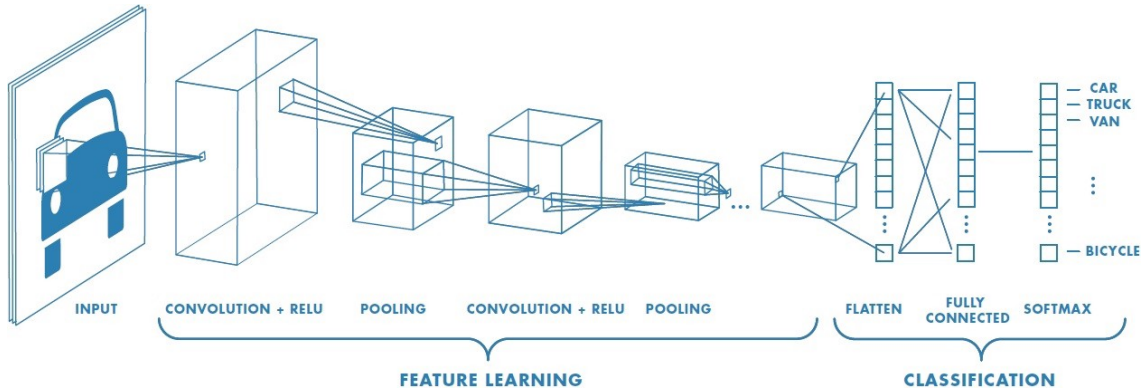 CAR
TRUCK
VAN
BICYCLE
INPUT
CONVOLUTION + RELU
POOLING
CONVOLUTION + RELU
POOLING
...
FLATTEN
FULLY
CONNECTED
SOFTMAX
FEATURE LEARNING
CLASSIFICATION